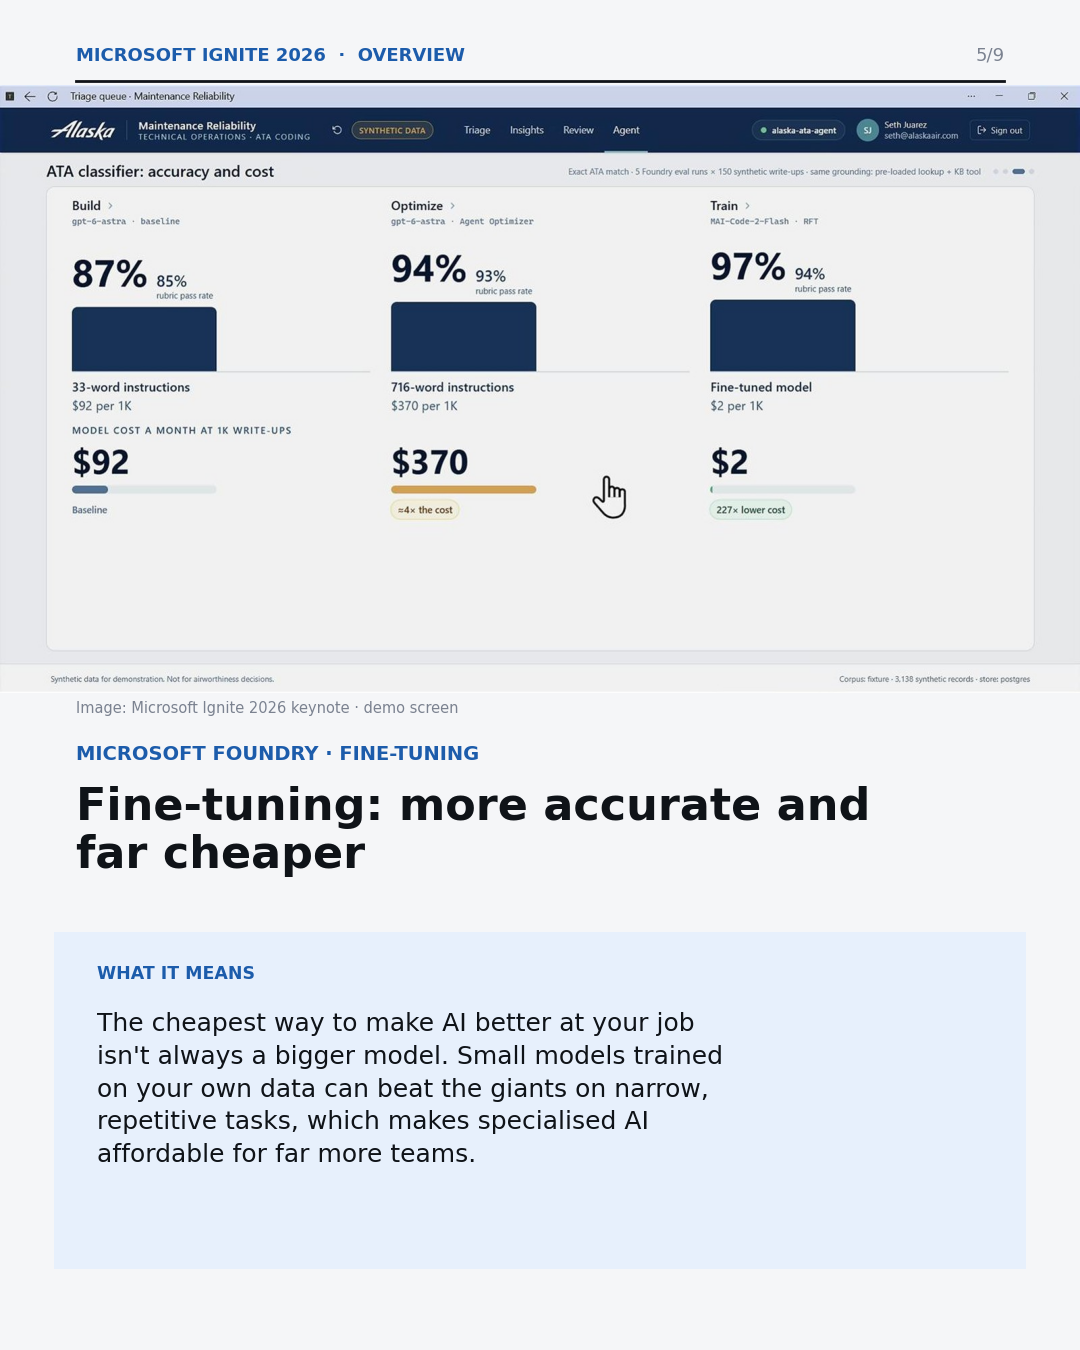 MICROSOFT IGNITE 2026 · OVERVIEW
5/9
Triage queue · Maintenance Reliability
Alaska
Maintenance Reliability
TECHNICAL OPERATIONS · ATA CODING
SYNTHETIC DATA
Triage
Insights
Review
Agent
alaska-ata-agent
SJ
Seth Juarez
seth@alaskaair.com
Sign out
ATA classifier: accuracy and cost
Exact ATA match · 5 Foundry eval runs × 150 synthetic write-ups · same grounding: pre-loaded lookup + KB tool
Build ›
gpt-6-astra · baseline
87% 85%
rubric pass rate
33-word instructions
$92 per 1K
MODEL COST A MONTH AT 1K WRITE-UPS
$92
Baseline
Optimize ›
gpt-6-astra · Agent Optimizer
94% 93%
rubric pass rate
716-word instructions
$370 per 1K
$370
≈4× the cost
Train ›
MAI-Code-2-Flash · RFT
97% 94%
rubric pass rate
Fine-tuned model
$2 per 1K
$2
227× lower cost
Synthetic data for demonstration. Not for airworthiness decisions.
Corpus: fixture · 3,138 synthetic records · store: postgres
Image: Microsoft Ignite 2026 keynote · demo screen
MICROSOFT FOUNDRY · FINE-TUNING
Fine-tuning: more accurate and
far cheaper
WHAT IT MEANS
The cheapest way to make AI better at your job
isn't always a bigger model. Small models trained
on your own data can beat the giants on narrow,
repetitive tasks, which makes specialised AI
affordable for far more teams.